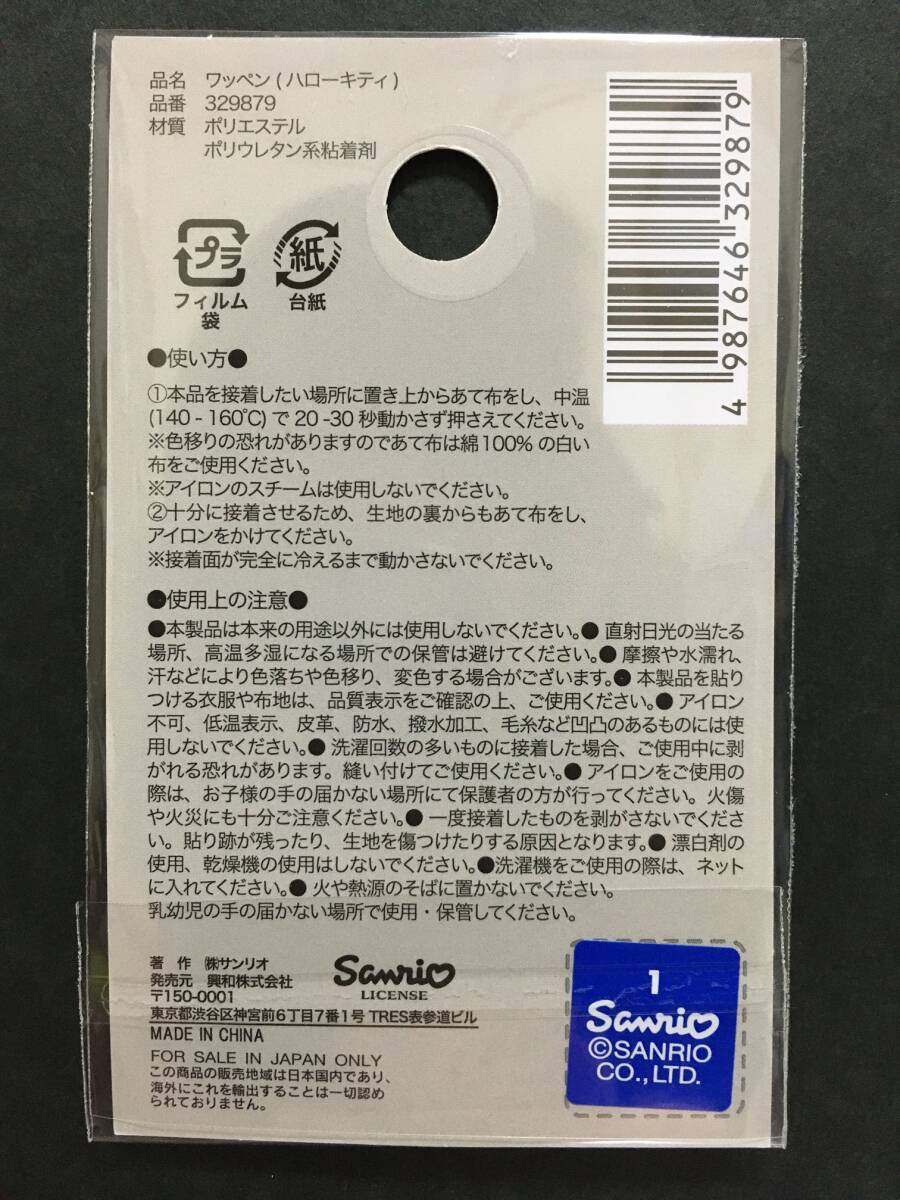 品名 ワッペン(ハローキティ)
品番 329879
材質 ポリエステル
ポリウレタン系粘着剤
4 987646 329879
プラ
フィルム
袋
紙
台紙
●使い方●
①本品を接着したい場所に置き上からあて布をし、中温
(140 - 160℃) で 20 -30 秒動かさず押さえてください。
※色移りの恐れがありますのであて布は綿100% の白い
布をご使用ください。
※アイロンのスチームは使用しないでください。
②十分に接着させるため、生地の裏からもあて布をし、
アイロンをかけてください。
※接着面が完全に冷えるまで動かさないでください。
●使用上の注意●
●本製品は本来の用途以外には使用しないでください。● 直射日光の当たる
場所、高温多湿になる場所での保管は避けてください。● 摩擦や水濡れ、
汗などにより色落ちや色移り、変色する場合がございます。● 本製品を貼り
つける衣服や布地は、品質表示をご確認の上、ご使用ください。● アイロン
不可、低温表示、皮革、防水、撥水加工、毛糸など凹凸のあるものには使
用しないでください。● 洗濯回数の多いものに接着した場合、ご使用中に剥
がれる恐れがあります。縫い付けてご使用ください。● アイロンをご使用の
際は、お子様の手の届かない場所にて保護者の方が行ってください。火傷
や火災にも十分ご注意ください。● 一度接着したものを剥がさないでくださ
い。貼り跡が残ったり、生地を傷つけたりする原因となります。● 漂白剤の
使用、乾燥機の使用はしないでください。●洗濯機をご使用の際は、ネット
に入れてください。● 火や熱源のそばに置かないでください。
乳幼児の手の届かない場所で使用・保管してください。
著 作 ㈱サンリオ
発売元 興和株式会社
〒150-0001
東京都渋谷区神宮前6丁目7番1号 TRES表参道ビル
MADE IN CHINA
FOR SALE IN JAPAN ONLY
この商品の販売地域は日本国内であり、
海外にこれを輸出することは一切認め
られておりません。
Sanrio
LICENSE
1
Sanrio
©SANRIO
CO.,LTD.